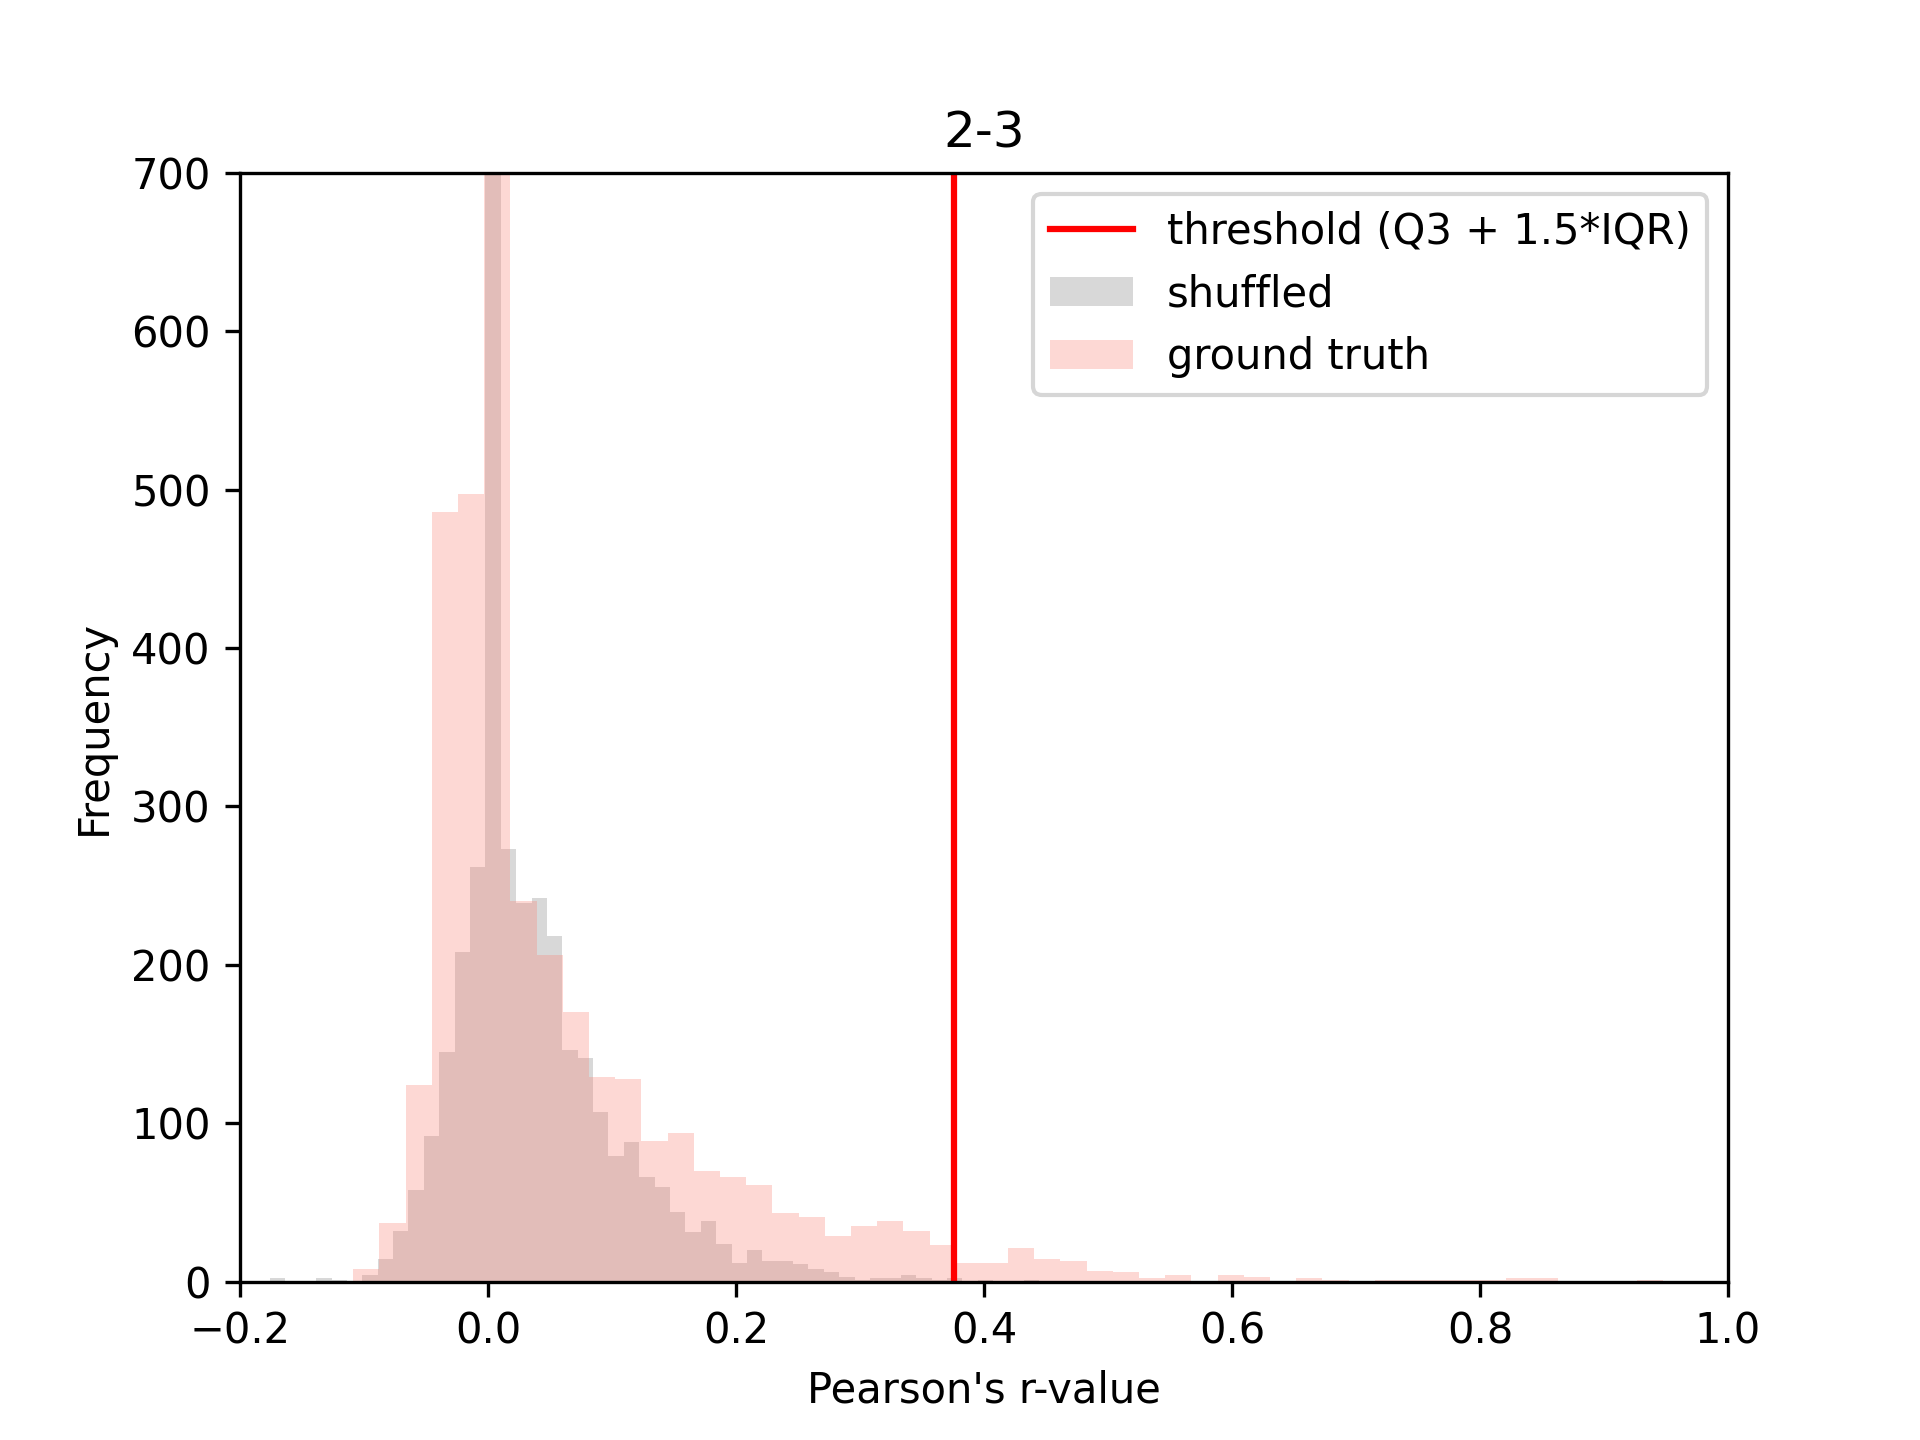 2-3
700
600
500
400
300
200
100
0
Frequency
threshold (Q3 + 1.5*IQR)
shuffled
ground truth
−0.2 0.0 0.2 0.4 0.6 0.8 1.0
Pearson's r-value